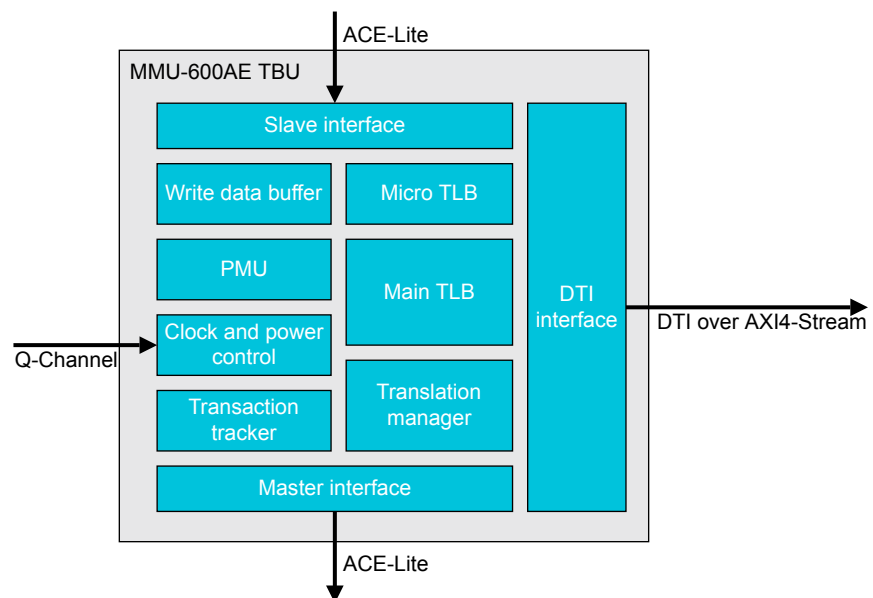 ACE-Lite
MMU-600AE TBU
Slave interface
Write data buffer
Micro TLB
PMU
Main TLB
DTI
interface
DTI over AXI4-Stream
Clock and power
control
Q-Channel
Translation
manager
Transaction
tracker
Master interface
ACE-Lite